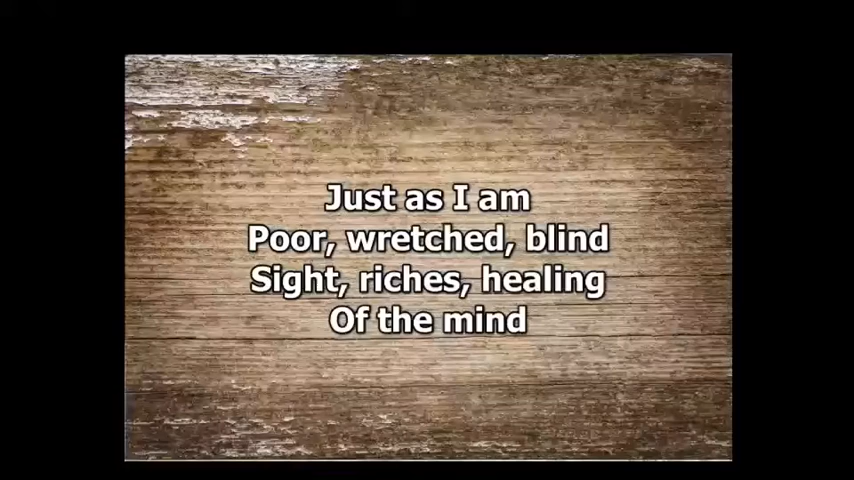 Just as I am
Poor, wretched, blind
Sight, riches, healing
Of the mind